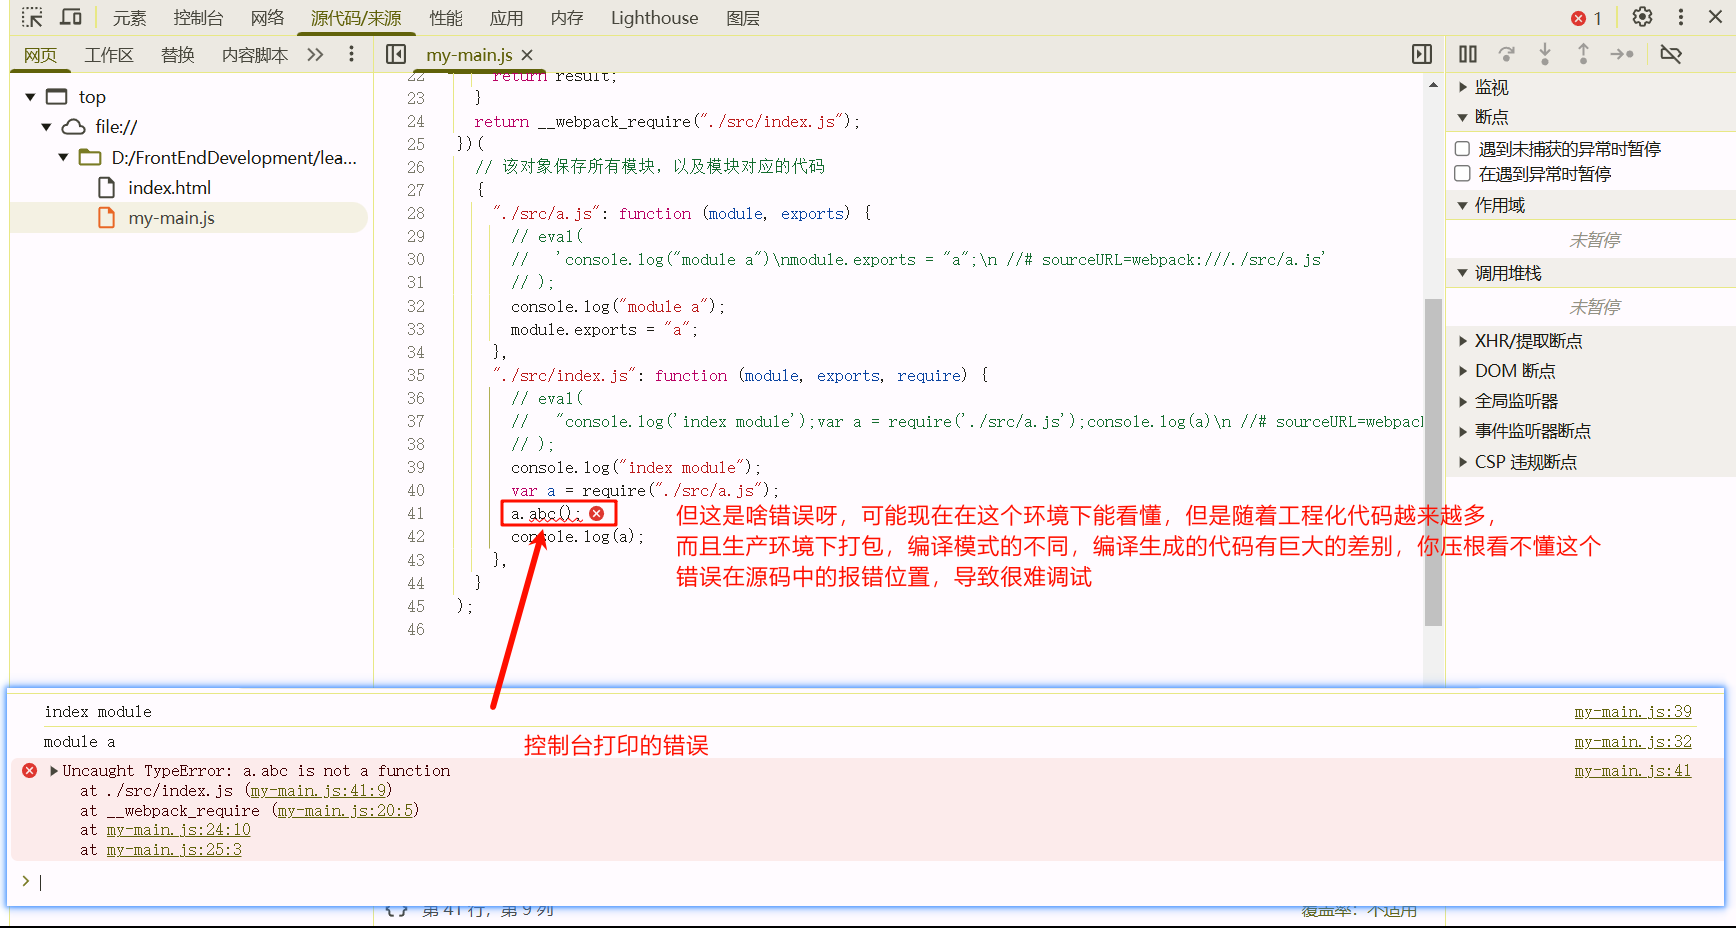 元素 控制台 网络 源代码/来源 性能 应用 内存 Lighthouse 图层 1
网页 工作区 替换 内容脚本 my-main.js
top
file://
D:/FrontEndDevelopment/lea...
index.html
my-main.js
22 return result;
23 }
24 return __webpack_require("./src/index.js");
25 })(
26 // 该对象保存所有模块，以及模块对应的代码
27 {
28 "./src/a.js": function (module, exports) {
29 // eval(
30 //   'console.log("module a")\nmodule.exports = "a";\n //# sourceURL=webpack:///./src/a.js'
31 // );
32 console.log("module a");
33 module.exports = "a";
34 },
35 "./src/index.js": function (module, exports, require) {
36 // eval(
37 //   "console.log('index module');var a = require('./src/a.js');console.log(a)\n //# sourceURL=webpack
38 // );
39 console.log("index module");
40 var a = require("./src/a.js");
41 a.abc();
42 console.log(a);
43 },
44 }
45 );
46
但这是啥错误呀，可能现在在这个环境下能看懂，但是随着工程化代码越来越多，
而且生产环境下打包，编译模式的不同，编译生成的代码有巨大的差别，你压根看不懂这个
错误在源码中的报错位置，导致很难调试
监视
断点
遇到未捕获的异常时暂停
在遇到异常时暂停
作用域
未暂停
调用堆栈
未暂停
XHR/提取断点
DOM 断点
全局监听器
事件监听器断点
CSP 违规断点
index module my-main.js:39
module a my-main.js:32
控制台打印的错误
Uncaught TypeError: a.abc is not a function my-main.js:41
at ./src/index.js (my-main.js:41:9)
at __webpack_require (my-main.js:20:5)
at my-main.js:24:10
at my-main.js:25:3
>
{} 第 41 行，第 9 列 覆盖率：不适用